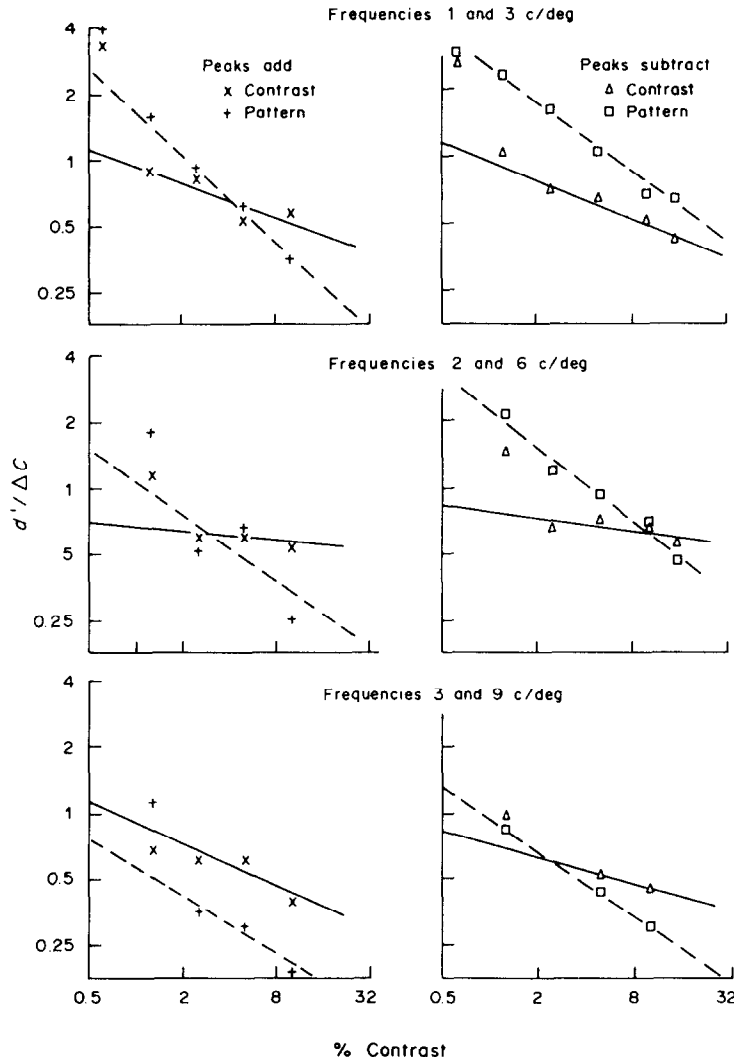 Frequencies 1 and 3 c/deg
4
2
1
0.5
0.25
Peaks add
x Contrast
+ Pattern
Peaks subtract
△ Contrast
□ Pattern
Frequencies 2 and 6 c/deg
4
2
1
5
0.25
d'/ΔC
Frequencies 3 and 9 c/deg
4
2
1
0.5
0.25
0.5 2 8 32
0.5 2 8 32
% Contrast